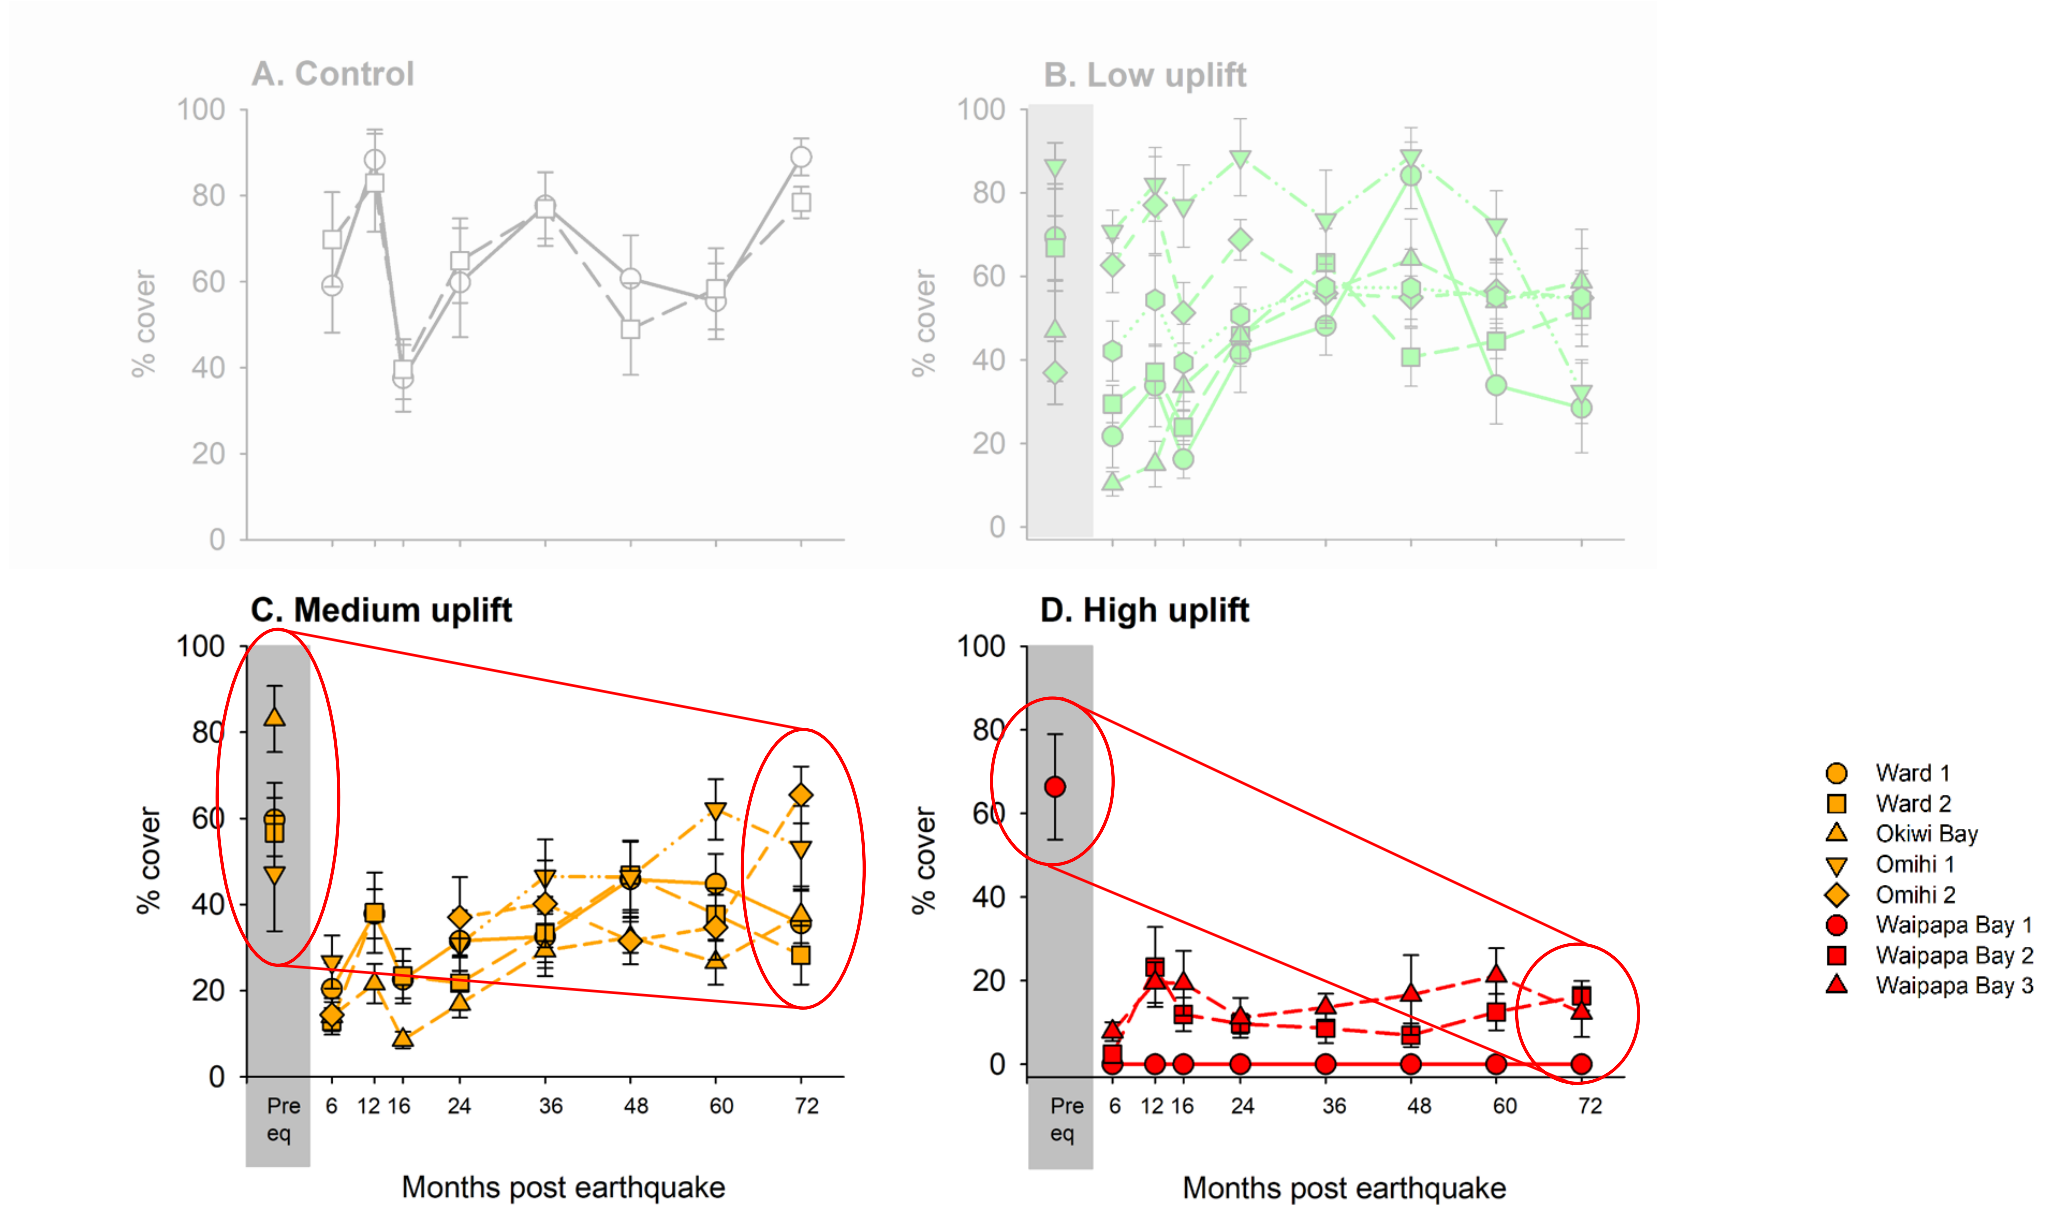 A. Control
B. Low uplift
100
80
60
40
20
0
% cover
100
80
60
40
20
0
% cover
C. Medium uplift
D. High uplift
100
80
60
40
20
0
% cover
Pre eq
6 12 16 24 36 48 60 72
Months post earthquake
100
80
60
40
20
0
% cover
Pre eq
6 12 16 24 36 48 60 72
Months post earthquake
Ward 1
Ward 2
Okiwi Bay
Omihi 1
Omihi 2
Waipapa Bay 1
Waipapa Bay 2
Waipapa Bay 3